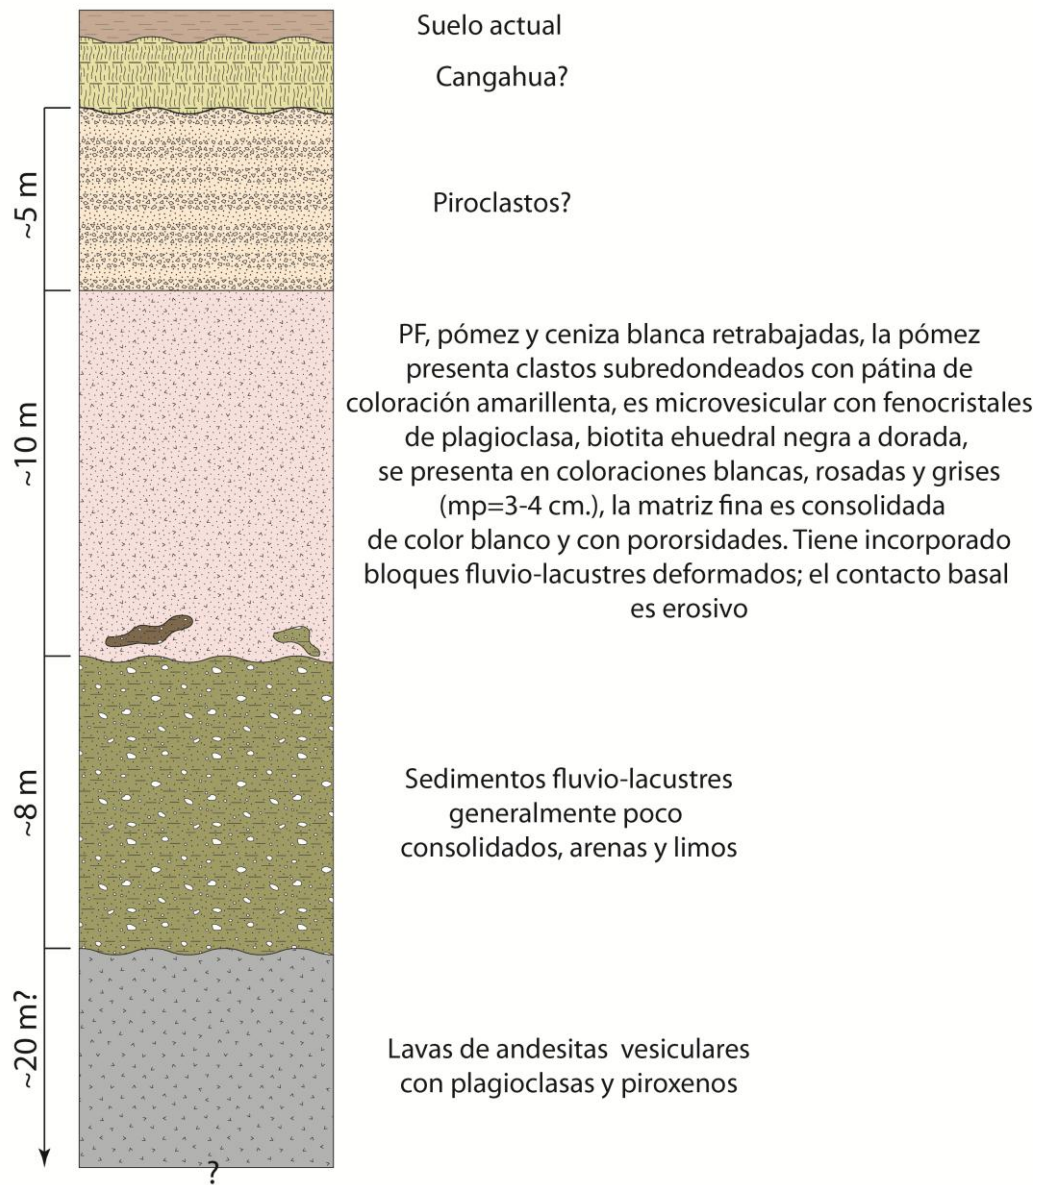 Suelo actual
Cangahua?
~5 m
Piroclastos?
~10 m
PF, pómez y ceniza blanca retrabajadas, la pómez
presenta clastos subredondeados con pátina de
coloración amarillenta, es microvesicular con fenocristales
de plagioclasa, biotita ehuedral negra a dorada,
se presenta en coloraciones blancas, rosadas y grises
(mp=3-4 cm.), la matriz fina es consolidada
de color blanco y con pororsidades. Tiene incorporado
bloques fluvio-lacustres deformados; el contacto basal
es erosivo
~8 m
Sedimentos fluvio-lacustres
generalmente poco
consolidados, arenas y limos
~20 m?
Lavas de andesitas vesiculares
con plagioclasas y piroxenos
?